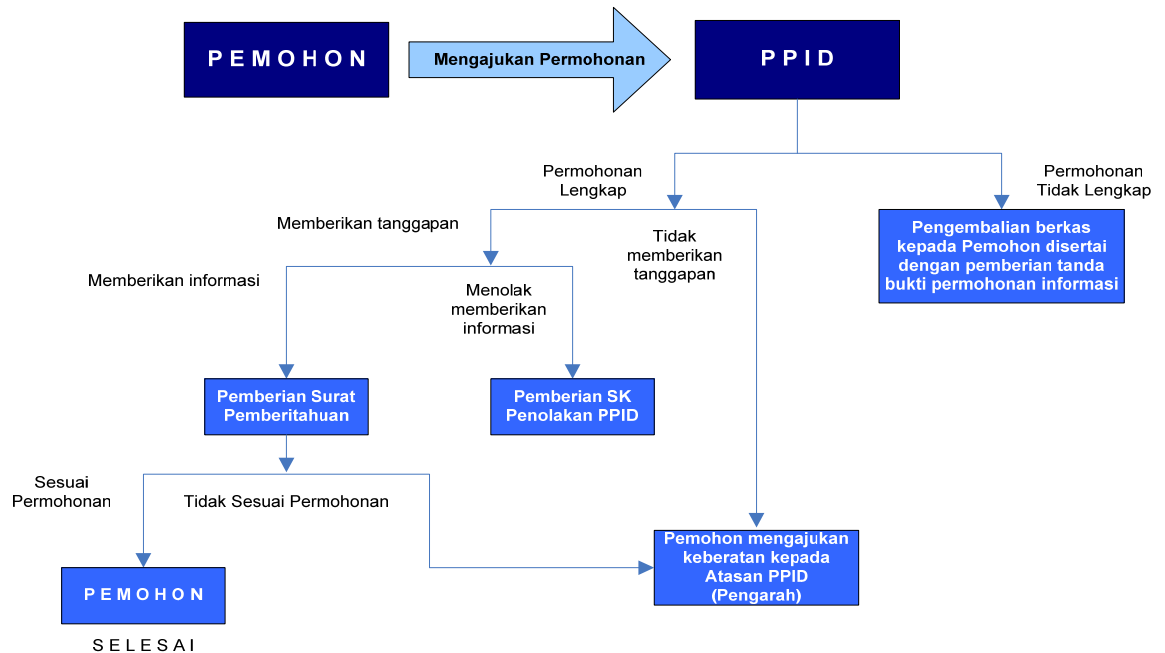 P E M O H O N
Mengajukan Permohonan
P P I D
Permohonan
Lengkap
Permohonan
Tidak Lengkap
Memberikan tanggapan
Tidak
memberikan
tanggapan
Pengembalian berkas
kepada Pemohon disertai
dengan pemberian tanda
bukti permohonan informasi
Memberikan informasi
Menolak
memberikan
informasi
Pemberian Surat
Pemberitahuan
Pemberian SK
Penolakan PPID
Sesuai
Permohonan
Tidak Sesuai Permohonan
Pemohon mengajukan
keberatan kepada
Atasan PPID
(Pengarah)
P E M O H O N
S E L E S A I